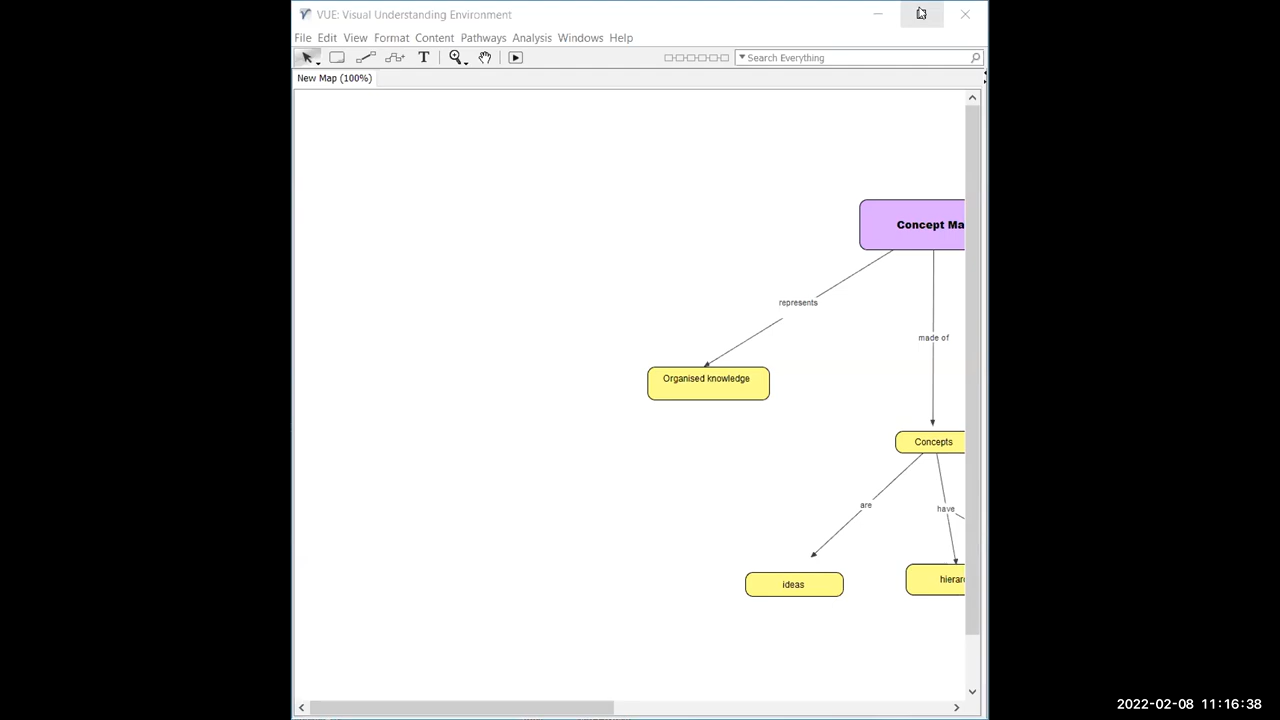 VUE: Visual Understanding Environment
File Edit View Format Content Pathways Analysis Windows Help
T
Search Everything
New Map (100%)
Concept Ma
represents
made of
Organised knowledge
Concepts
are
have
ideas
hierarc
2022-02-08 11:16:38